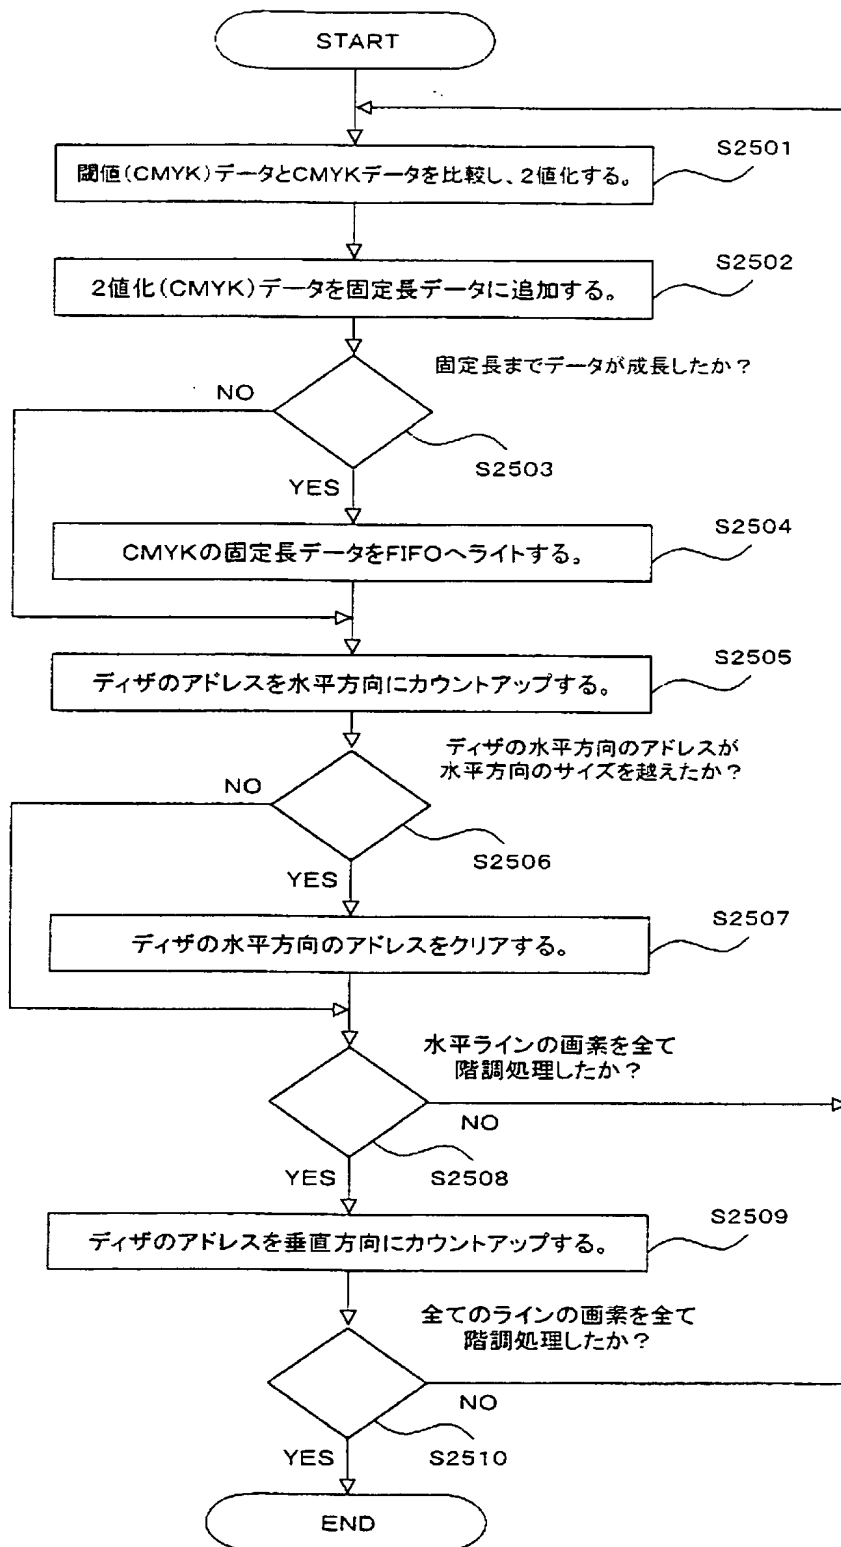 START
S2501
閾値(CMYK)データとCMYKデータを比較し、2値化する。
S2502
2値化(CMYK)データを固定長データに追加する。
固定長までデータが成長したか?
NO
S2503
YES
S2504
CMYKの固定長データをFIFOへライトする。
S2505
ディザのアドレスを水平方向にカウントアップする。
ディザの水平方向のアドレスが
水平方向のサイズを越えたか?
NO
S2506
YES
S2507
ディザの水平方向のアドレスをクリアする。
水平ラインの画素を全て
階調処理したか?
NO
S2508
YES
S2509
ディザのアドレスを垂直方向にカウントアップする。
全てのラインの画素を全て
階調処理したか?
NO
S2510
YES
END